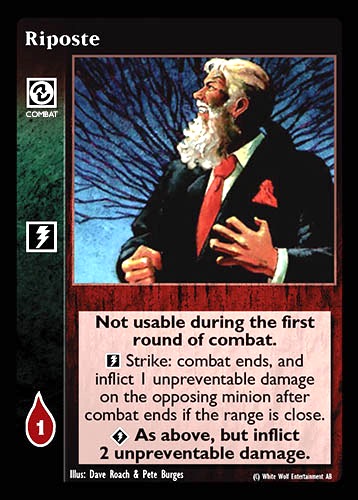 Riposte
COMBAT
Not usable during the first
round of combat.
Strike: combat ends, and
inflict 1 unpreventable damage
on the opposing minion after
combat ends if the range is close.
As above, but inflict
2 unpreventable damage.
1
Illus: Dave Roach & Pete Burges
(C) White Wolf Entertainment AB